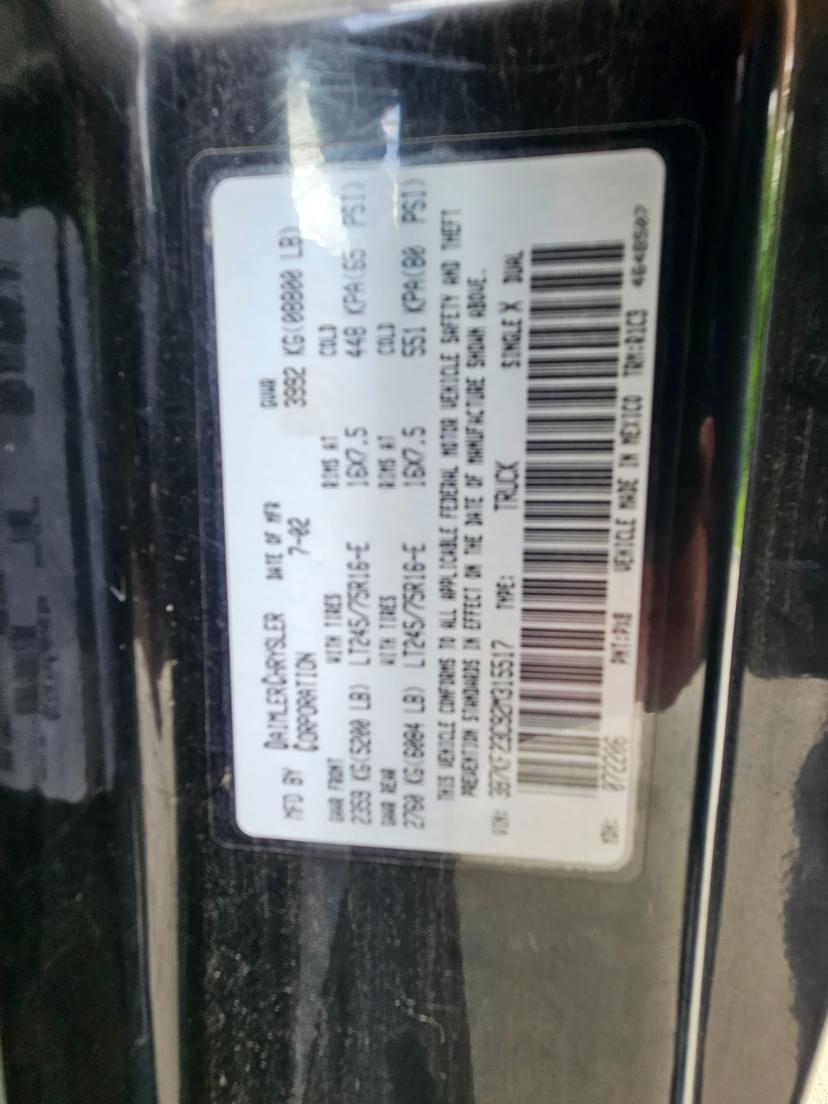 MFD BY DAIMLERCHRYSLER CORPORATION DATE OF MFR 7-02 GVWR 3992 KG(08800 LB)
GAWR FRONT WITH TIRES RIMS AT COLD
2359 KG(5200 LB) LT245/75R16-E 16X7.5 448 KPA(65 PSI)
GAWR REAR WITH TIRES RIMS AT COLD
2760 KG(6084 LB) LT245/75R16-E 16X7.5 551 KPA(80 PSI)
THIS VEHICLE CONFORMS TO ALL APPLICABLE FEDERAL MOTOR VEHICLE SAFETY AND THEFT
PREVENTION STANDARDS IN EFFECT ON THE DATE OF MANUFACTURE SHOWN ABOVE.
VIN: 3B7KF23C92M315517 TYPE: TRUCK SINGLE X DUAL
MDH: 072206 PNT:PX8 VEHICLE MADE IN MEXICO TRM:R1C3 4648507